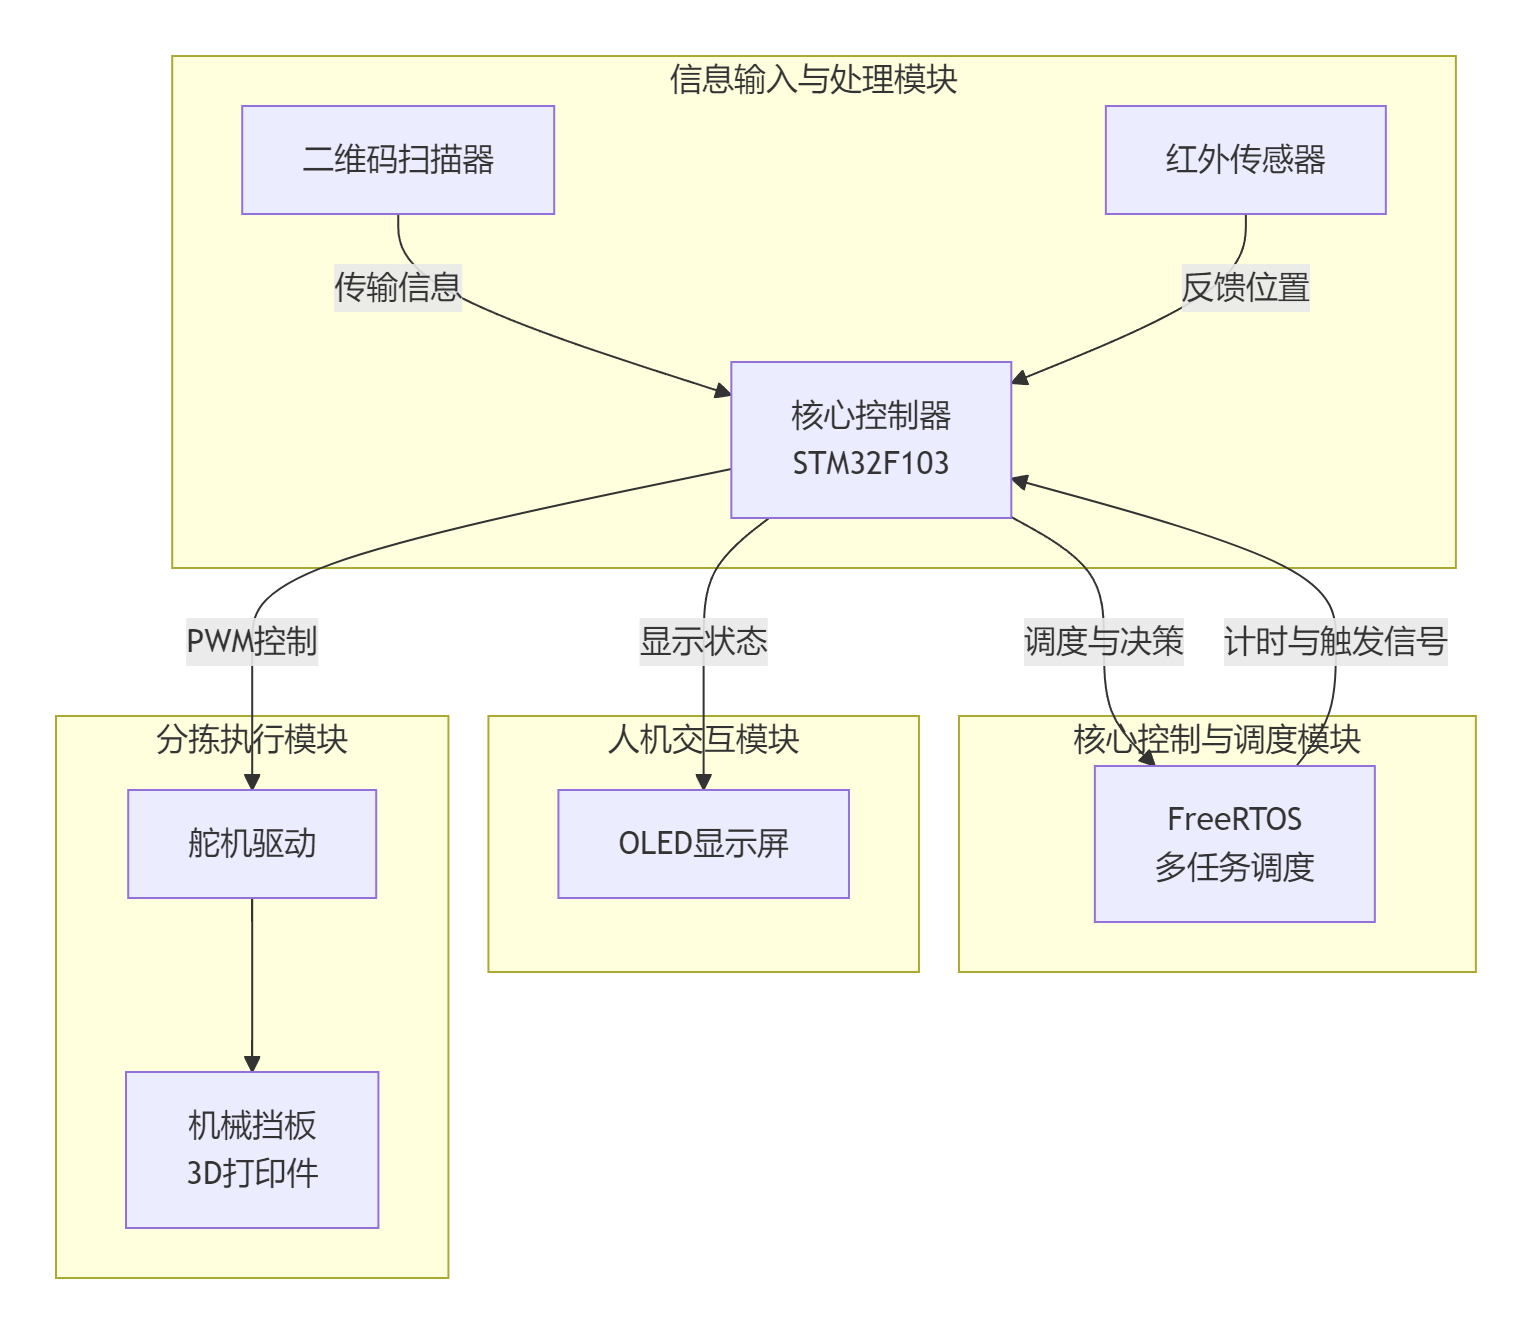 信息输入与处理模块
二维码扫描器
红外传感器
传输信息
反馈位置
核心控制器
STM32F103
PWM控制
显示状态
调度与决策
计时与触发信号
分拣执行模块
人机交互模块
核心控制与调度模块
舵机驱动
OLED显示屏
FreeRTOS
多任务调度
机械挡板
3D打印件